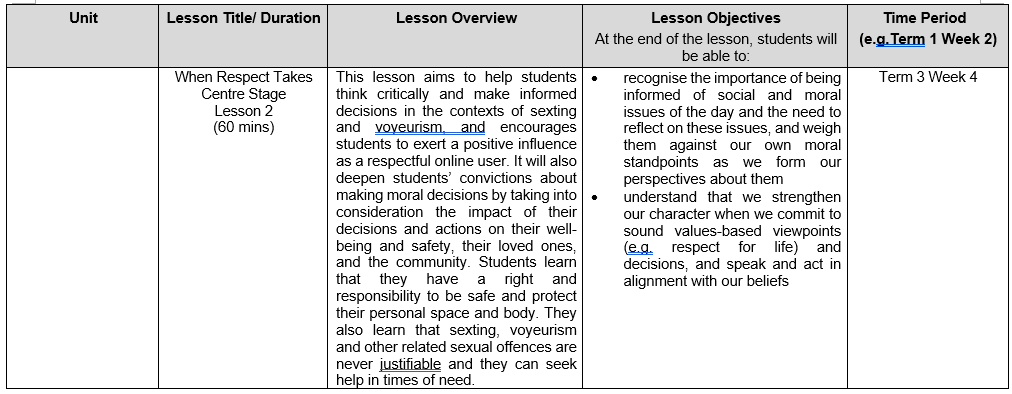 Unit
Lesson Title/ Duration
Lesson Overview
Lesson Objectives
At the end of the lesson, students will
be able to:
Time Period
(e.g.Term 1 Week 2)
When Respect Takes
Centre Stage
Lesson 2
(60 mins)
This lesson aims to help students
think critically and make informed
decisions in the contexts of sexting
and voyeurism, and encourages
students to exert a positive influence
as a respectful online user. It will also
deepen students’ convictions about
making moral decisions by taking into
consideration the impact of their
decisions and actions on their well-
being and safety, their loved ones,
and the community. Students learn
that they have a right and
responsibility to be safe and protect
their personal space and body. They
also learn that sexting, voyeurism
and other related sexual offences are
never justifiable and they can seek
help in times of need.
• recognise the importance of being
informed of social and moral
issues of the day and the need to
reflect on these issues, and weigh
them against our own moral
standpoints as we form our
perspectives about them
• understand that we strengthen
our character when we commit to
sound values-based viewpoints
(e.g. respect for life) and
decisions, and speak and act in
alignment with our beliefs
Term 3 Week 4